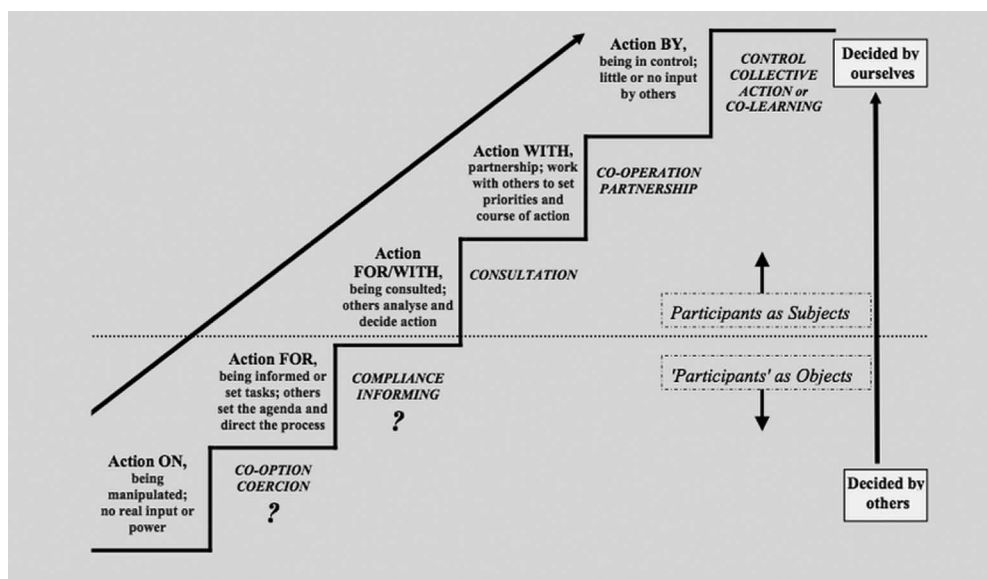 Action BY,
being in control;
little or no input
by others
CONTROL
COLLECTIVE
ACTION or
CO-LEARNING
Decided by
ourselves
Action WITH,
partnership; work
with others to set
priorities and
course of action
CO-OPERATION
PARTNERSHIP
Action
FOR/WITH,
being consulted;
others analyse and
decide action
CONSULTATION
Participants as Subjects
Action FOR,
being informed or
set tasks; others
set the agenda and
direct the process
COMPLIANCE
INFORMING
?
'Participants' as Objects
Action ON,
being
manipulated;
no real input or
power
CO-OPTION
COERCION
?
Decided by
others